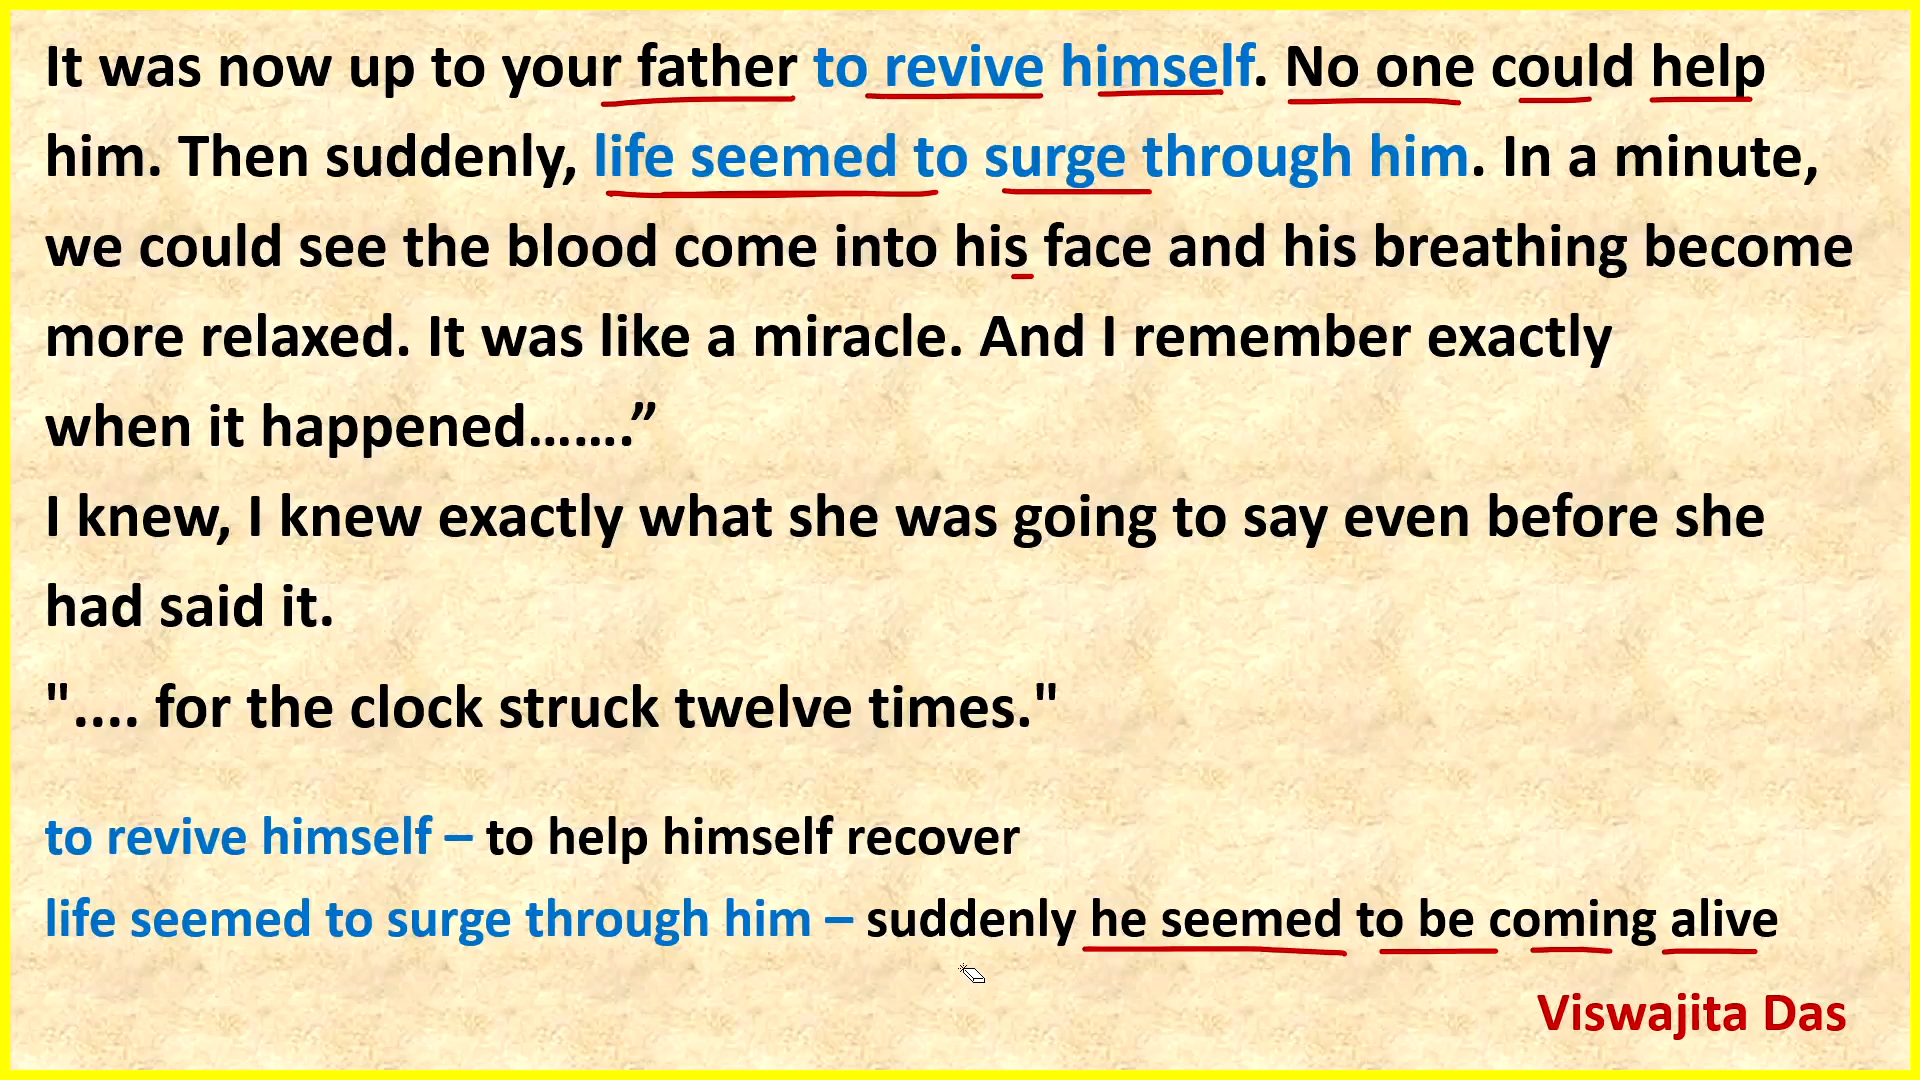 It was now up to your father to revive himself. No one could help
him. Then suddenly, life seemed to surge through him. In a minute,
we could see the blood come into his face and his breathing become
more relaxed. It was like a miracle. And I remember exactly
when it happened…….”
I knew, I knew exactly what she was going to say even before she
had said it.
".... for the clock struck twelve times."
to revive himself – to help himself recover
life seemed to surge through him – suddenly he seemed to be coming alive
Viswajita Das